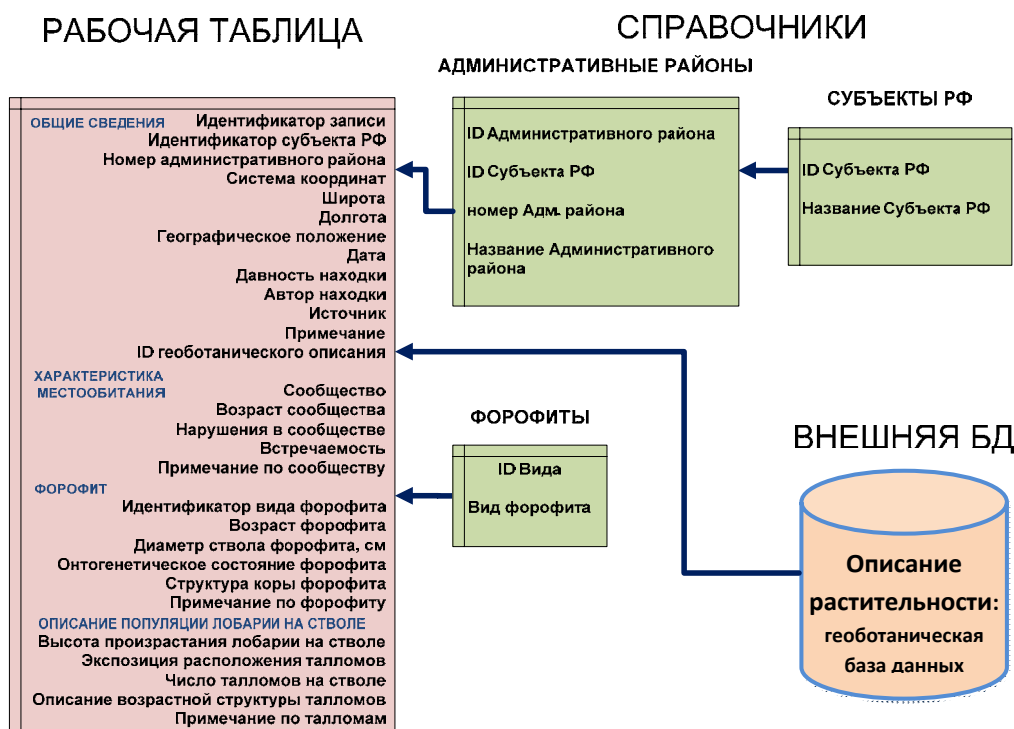 РАБОЧАЯ ТАБЛИЦА
ОБЩИЕ СВЕДЕНИЯ
Идентификатор записи
Идентификатор субъекта РФ
Номер административного района
Система координат
Широта
Долгота
Географическое положение
Дата
Давность находки
Автор находки
Источник
Примечание
ID геоботанического описания
ХАРАКТЕРИСТИКА
МЕСТООБИТАНИЯ
Сообщество
Возраст сообщества
Нарушения в сообществе
Встречаемость
Примечание по сообществу
ФОРОФИТ
Идентификатор вида форофита
Возраст форофита
Диаметр ствола форофита, см
Онтогенетическое состояние форофита
Структура коры форофита
Примечание по форофиту
ОПИСАНИЕ ПОПУЛЯЦИИ ЛОБАРИИ НА СТВОЛЕ
Высота произрастания лобарии на стволе
Экспозиция расположения талломов
Число талломов на стволе
Описание возрастной структуры талломов
Примечание по талломам
СПРАВОЧНИКИ
АДМИНИСТРАТИВНЫЕ РАЙОНЫ
ID Административного района
ID Субъекта РФ
номер Адм. района
Название Административного
района
СУБЪЕКТЫ РФ
ID Субъекта РФ
Название Субъекта РФ
ФОРОФИТЫ
ID Вида
Вид форофита
ВНЕШНЯЯ БД
Описание
растительности:
геоботаническая
база данных